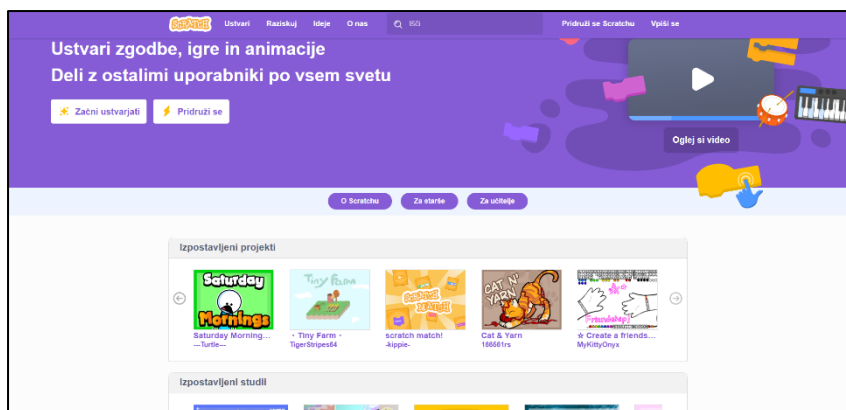 SCRATCH Ustvari Raziskuj Ideje O nas Pridruži se Scratchu Vpiši se
Ustvari zgodbe, igre in animacije
Deli z ostalimi uporabniki po vsem svetu
Začni ustvarjati Pridruži se
Oglej si video
O Scratchu Za starše Za učitelje
Izpostavljeni projekti
Saturday
Mornings
Tiny Farm
SCRATCH
MATCH
CAT N'
YARN
Friendship
Saturday Morning... - Tiny Farm - scratch match! Cat & Yarn ☆ Create a friends...
---Turtle--- TigerStripes64 -kippie- MyKittyOnyx
Izpostavljeni studii